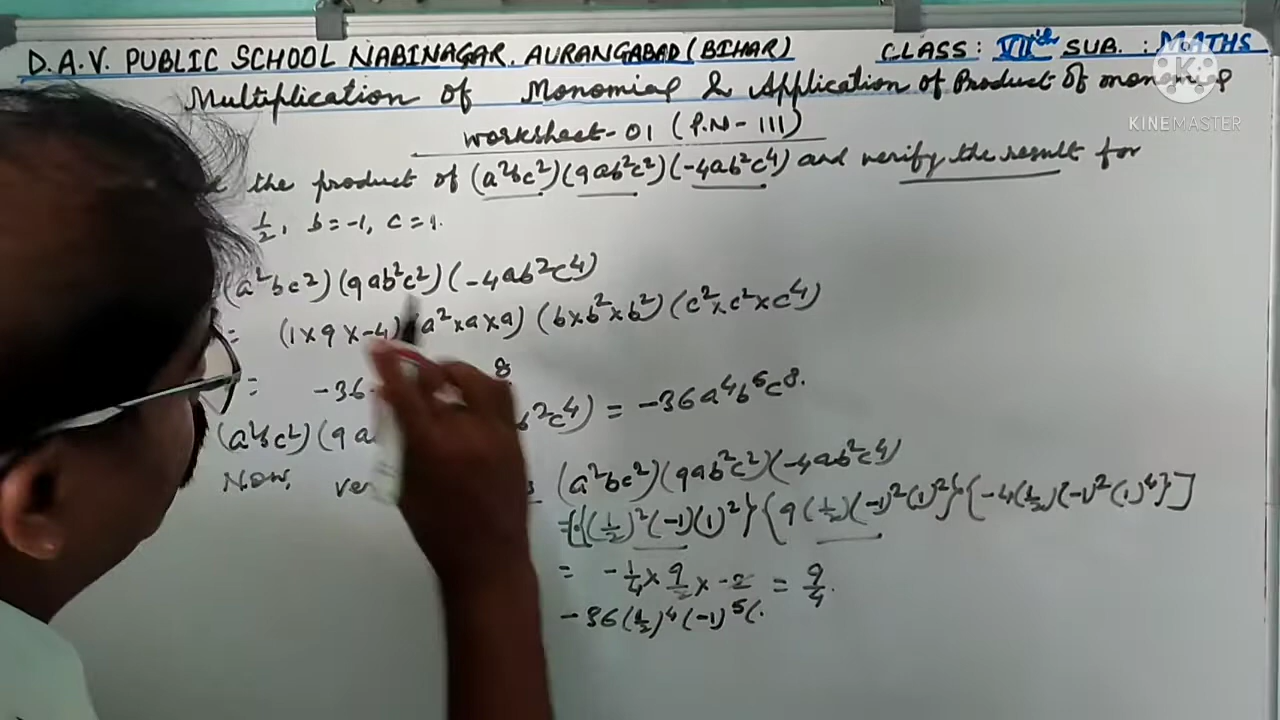 D.A.V. PUBLIC SCHOOL NABINAGAR, AURANGABAD (BIHAR) CLASS: VIIth SUB. : MATHS
Multiplication of Monomial & Application of Product of monomial
KINEMASTER
worksheet-01 (P.N-111)
the product of (a²bc²)(9ab²c²)(-4ab²c⁴) and verify the result for
½, b=-1, c=1.
(a²bc²)(9ab²c²)(-4ab²c⁴)
= (1×9×-4)(a²×a×a)(b×b²×b²)(c²×c²×c⁴)
= -36 8
(a²bc²)(9a b²c⁴) = -36a⁴b⁵c⁸.
Now, ver (a²bc²)(9ab²c²)(-4ab²c⁴)
=[{(½)²(-1)(1)²}{9(½)(-1)²(1)²}{-4(½)(-1)²(1)⁴}]
= -¼×9/2×-2 = 9/4.
-36(½)⁴(-1)⁵(